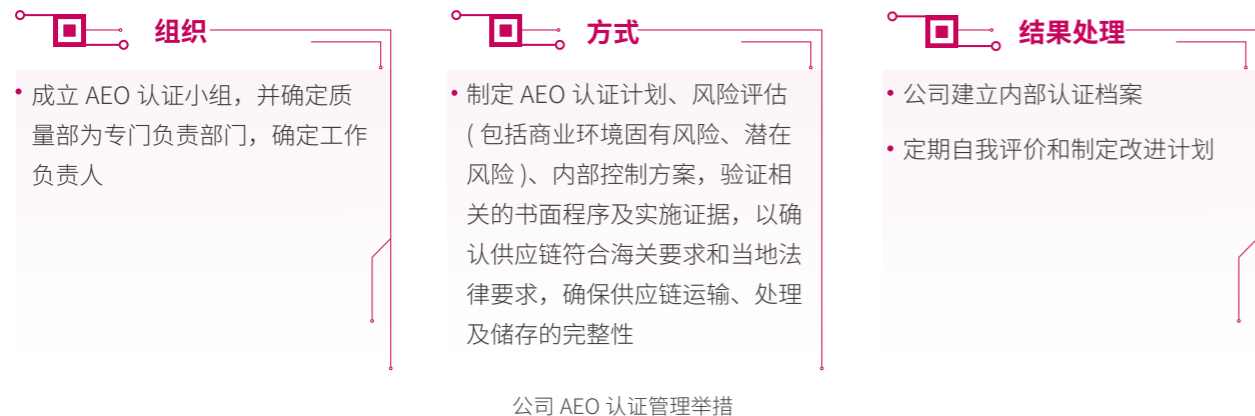 组织
• 成立 AEO 认证小组，并确定质
量部为专门负责部门，确定工作
负责人
方式
• 制定 AEO 认证计划、风险评估
( 包括商业环境固有风险、潜在
风险 )、内部控制方案，验证相
关的书面程序及实施证据，以确
认供应链符合海关要求和当地法
律要求，确保供应链运输、处理
及储存的完整性
结果处理
• 公司建立内部认证档案
• 定期自我评价和制定改进计划
公司 AEO 认证管理举措